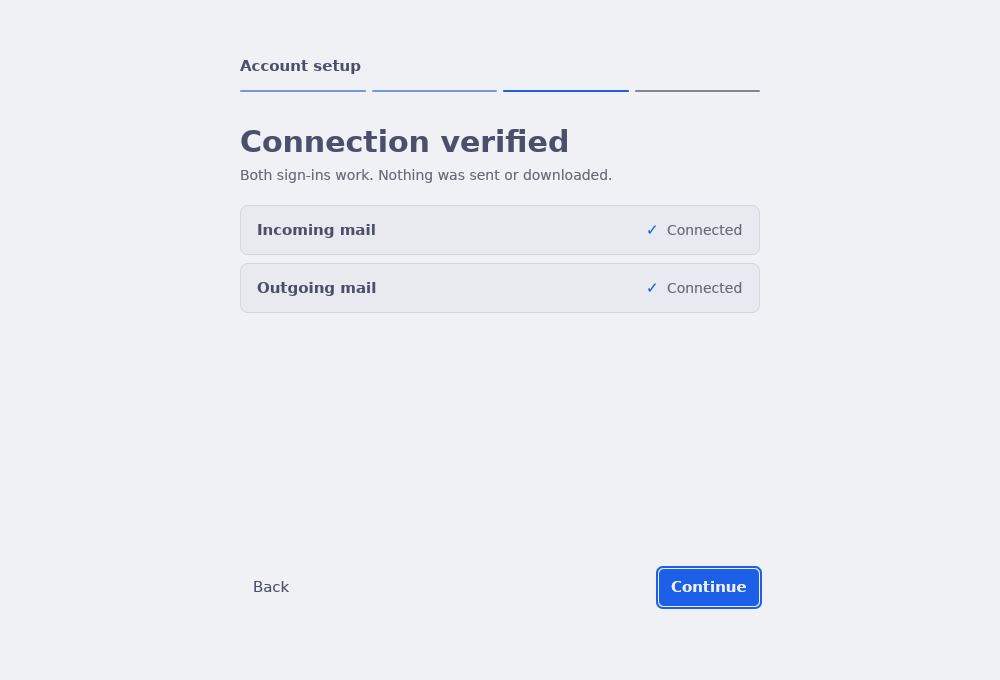 Account setup
Connection verified
Both sign-ins work. Nothing was sent or downloaded.
Incoming mail ✓ Connected
Outgoing mail ✓ Connected
Back Continue